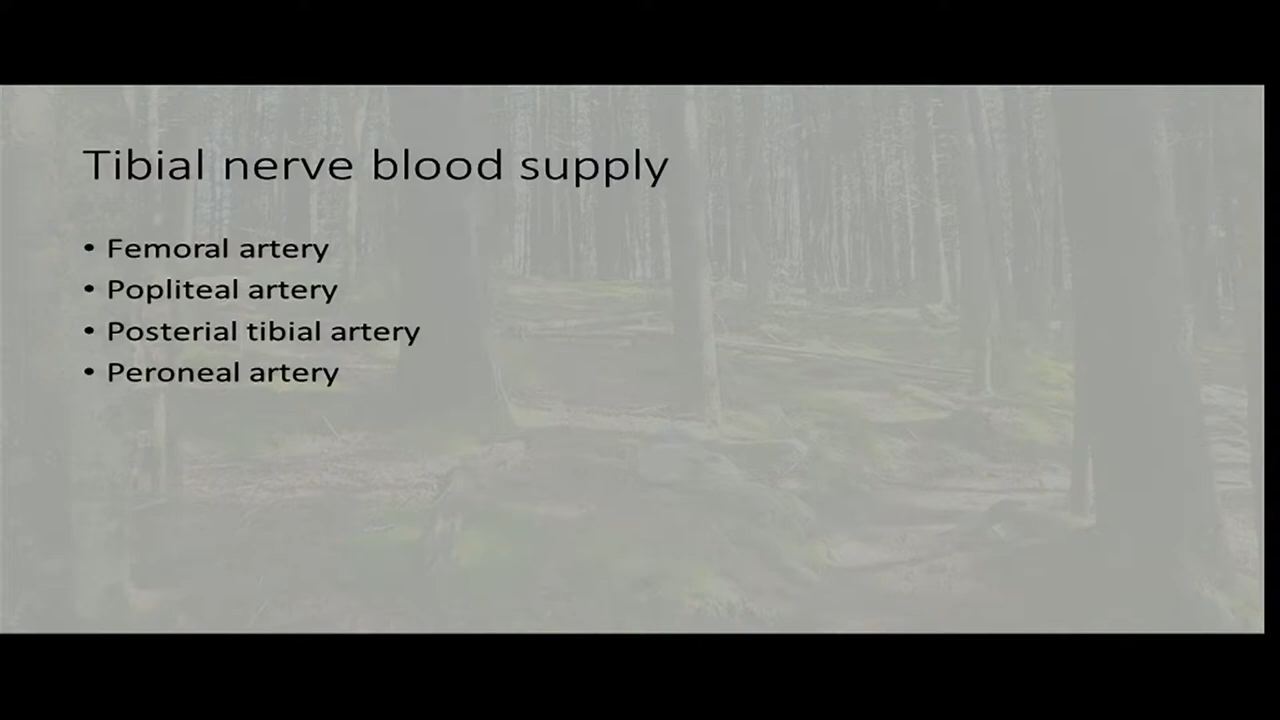 Tibial nerve blood supply
• Femoral artery
• Popliteal artery
• Posterial tibial artery
• Peroneal artery